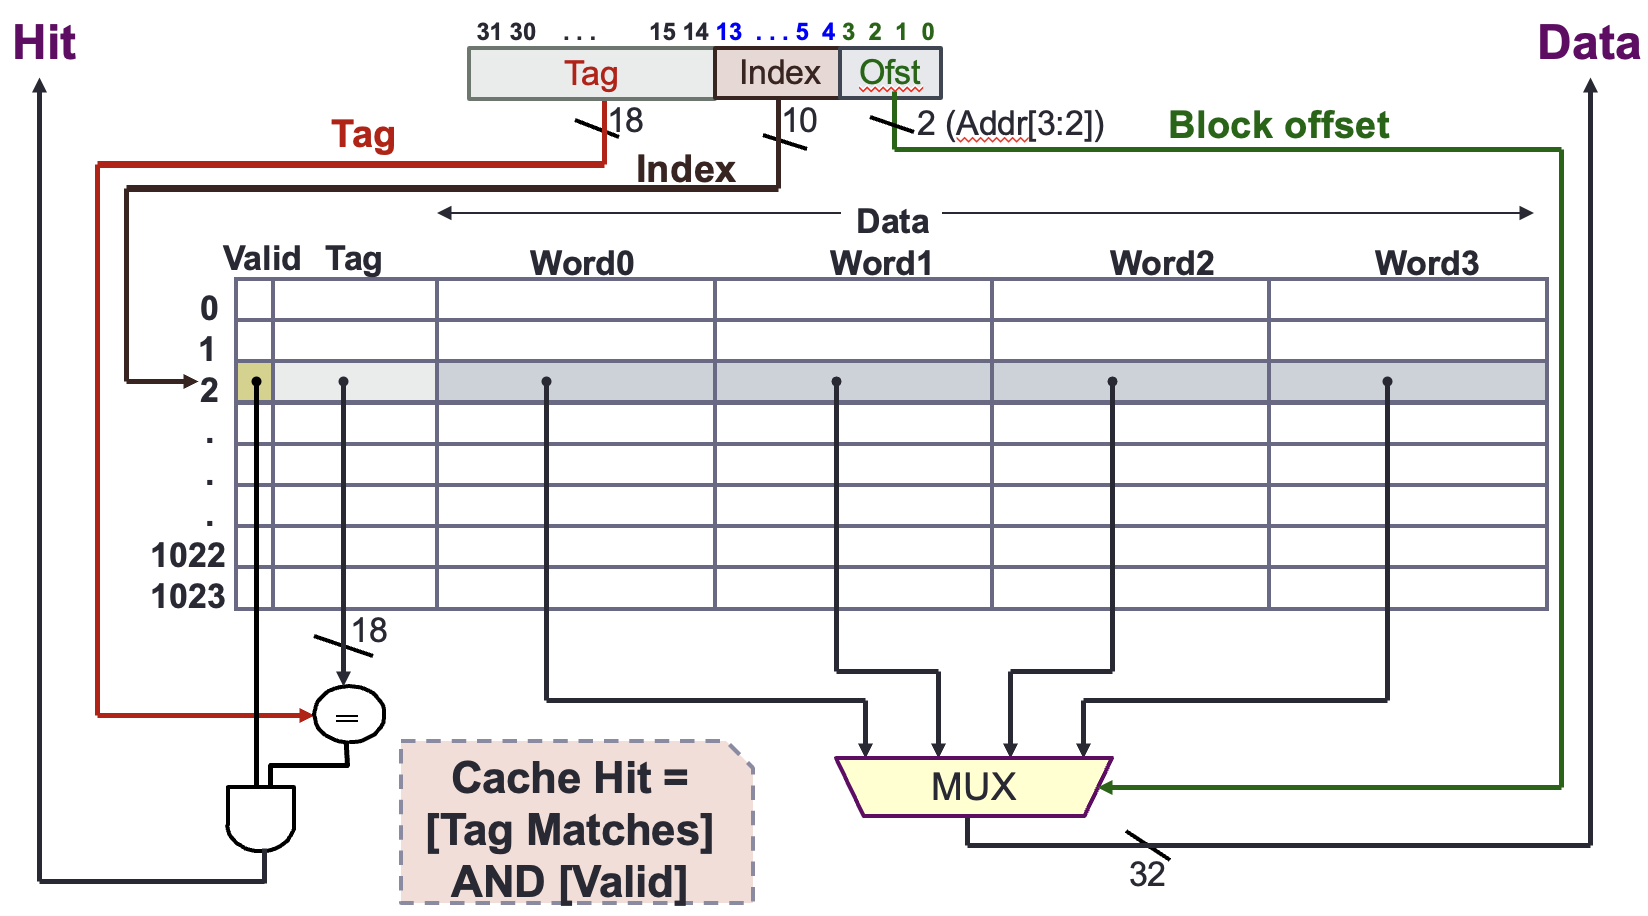 Hit
31 30 ... 15 14 13 ... 5 4 3 2 1 0
Data
Tag Index Ofst
18
10
2 (Addr[3:2])
Tag
Block offset
Index
Data
Valid Tag Word0 Word1 Word2 Word3
0
1
2
.
.
.
1022
1023
18
=
Cache Hit =
[Tag Matches]
AND [Valid]
MUX
32